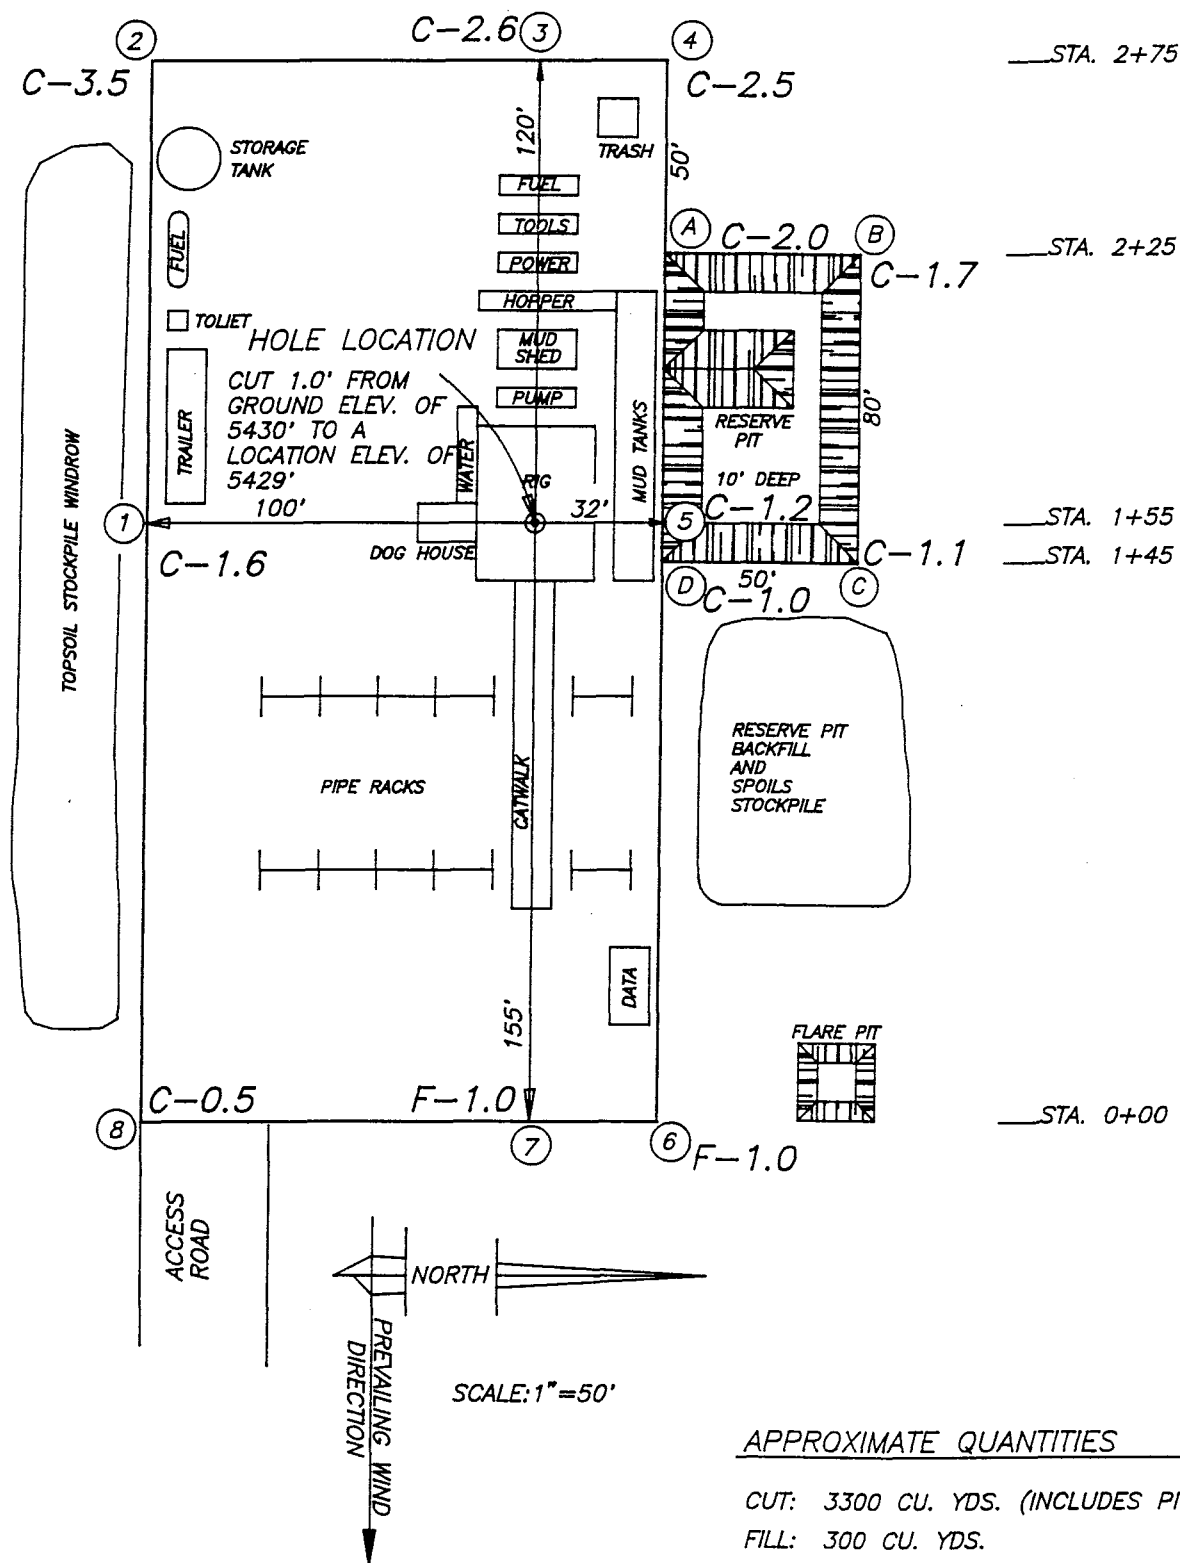 2
C-2.6
3
4
STA. 2+75
C-3.5
C-2.5
120'
STORAGE
TANK
TRASH
50'
FUEL
TOOLS
POWER
HOPPER
MUD
SHED
PUMP
FUEL
TOLIET
TRAILER
A
C-2.0
B
STA. 2+25
C-1.7
HOLE LOCATION
CUT 1.0' FROM
GROUND ELEV. OF
5430' TO A
LOCATION ELEV. OF
5429'
WATER
MUD TANKS
RESERVE
PIT
80'
10' DEEP
RIG
TOPSOIL STOCKPILE WINDROW
1
100'
32'
5
C-1.2
STA. 1+55
DOG HOUSE
C-1.6
C-1.1
STA. 1+45
D
50'
C
C-1.0
RESERVE PIT
BACKFILL
AND
SPOILS
STOCKPILE
PIPE RACKS
CATWALK
DATA
155'
FLARE PIT
C-0.5
F-1.0
STA. 0+00
8
7
6
F-1.0
ACCESS
ROAD
NORTH
PREVAILING WIND
DIRECTION
SCALE: 1"=50'
APPROXIMATE QUANTITIES
CUT: 3300 CU. YDS. (INCLUDES PI
FILL: 300 CU. YDS.